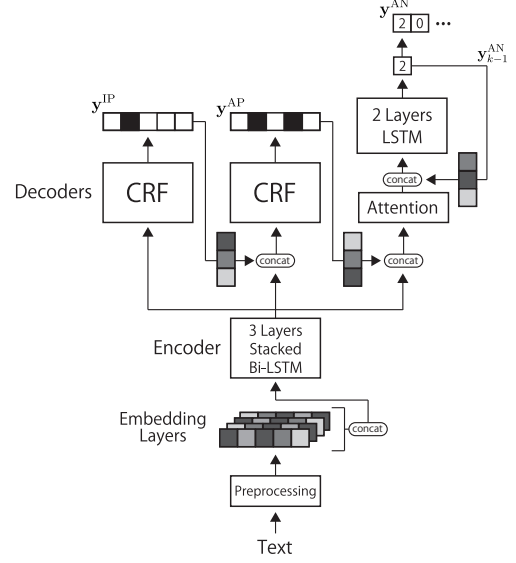 y^AN
2 0 ...
y^AN_k−1
2
y^IP
y^AP
2 Layers
LSTM
concat
Decoders
CRF
CRF
Attention
concat
concat
Encoder
3 Layers
Stacked
Bi-LSTM
Embedding
Layers
concat
Preprocessing
Text